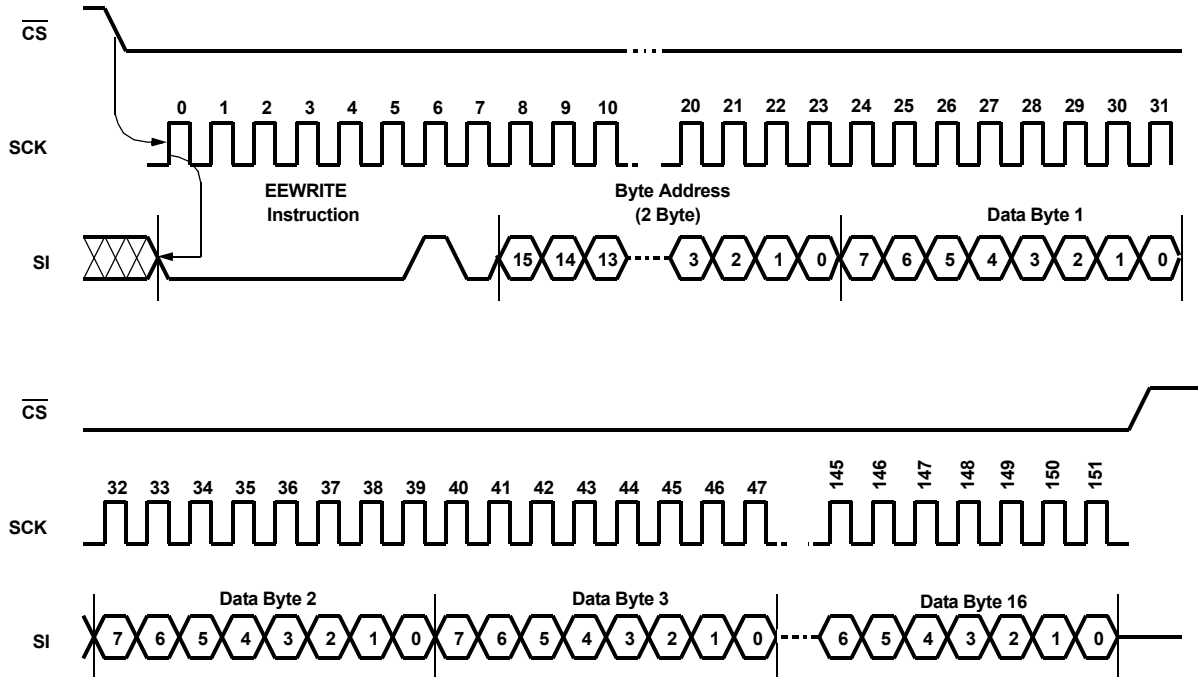 CS
0 1 2 3 4 5 6 7 8 9 10 20 21 22 23 24 25 26 27 28 29 30 31
SCK
EEWRITE
Instruction
Byte Address
(2 Byte)
Data Byte 1
SI
15 14 13 3 2 1 0 7 6 5 4 3 2 1 0
CS
32 33 34 35 36 37 38 39 40 41 42 43 44 45 46 47 145 146 147 148 149 150 151
SCK
Data Byte 2 Data Byte 3 Data Byte 16
SI
7 6 5 4 3 2 1 0 7 6 5 4 3 2 1 0 6 5 4 3 2 1 0